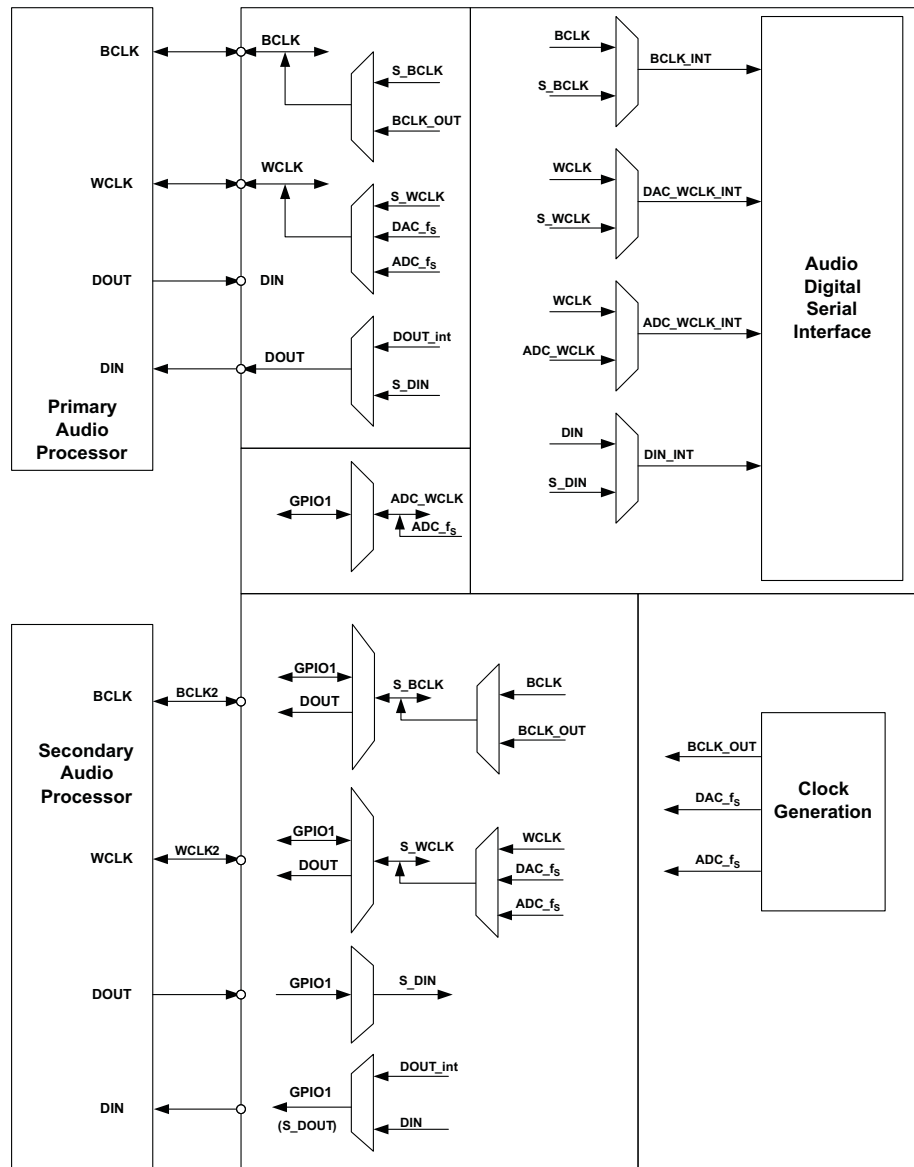 BCLK
WCLK
DOUT
DIN
Primary
Audio
Processor
BCLK
S_BCLK
BCLK_OUT
WCLK
S_WCLK
DAC_fS
ADC_fS
DIN
DOUT
DOUT_int
S_DIN
GPIO1
ADC_WCLK
ADC_fS
BCLK
S_BCLK
BCLK_INT
WCLK
S_WCLK
DAC_WCLK_INT
WCLK
ADC_WCLK
ADC_WCLK_INT
DIN
S_DIN
DIN_INT
Audio
Digital
Serial
Interface
BCLK
Secondary
Audio
Processor
WCLK
DOUT
DIN
BCLK2
WCLK2
GPIO1
DOUT
S_BCLK
BCLK
BCLK_OUT
GPIO1
DOUT
S_WCLK
WCLK
DAC_fS
ADC_fS
GPIO1
S_DIN
GPIO1
(S_DOUT)
DOUT_int
DIN
BCLK_OUT
DAC_fS
ADC_fS
Clock
Generation